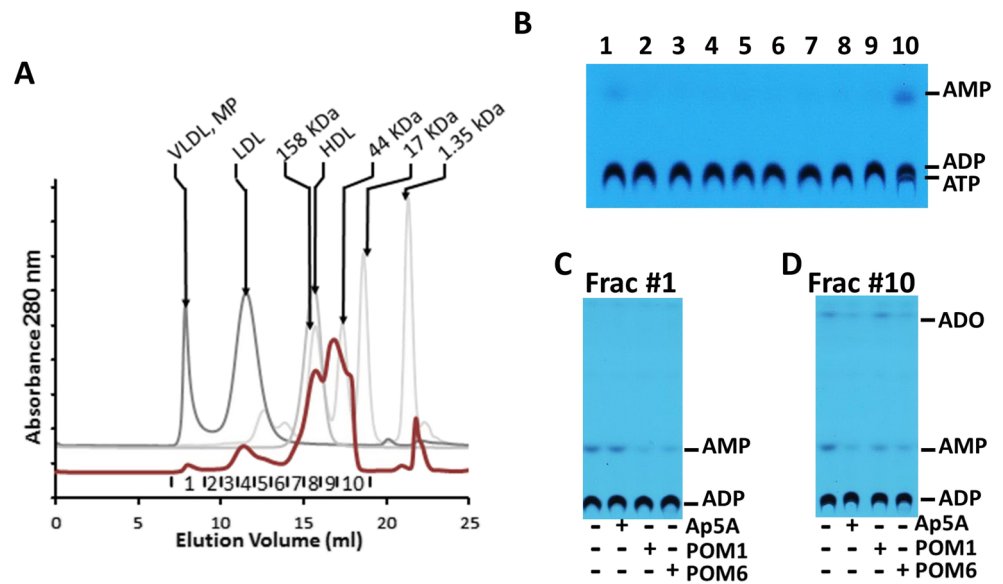 A
VLDL, MP
LDL
158 KDa
HDL
44 KDa
17 KDa
1.35 kDa
Absorbance 280 nm
1 2 3 4 5 6 7 8 9 10
0 5 10 15 20 25
Elution Volume (ml)
B
1 2 3 4 5 6 7 8 9 10
AMP
ADP
ATP
C
Frac #1
AMP
ADP
- + - - Ap5A
- - + - POM1
- - - + POM6
D
Frac #10
ADO
AMP
ADP
- + - - Ap5A
- - + - POM1
- - - + POM6